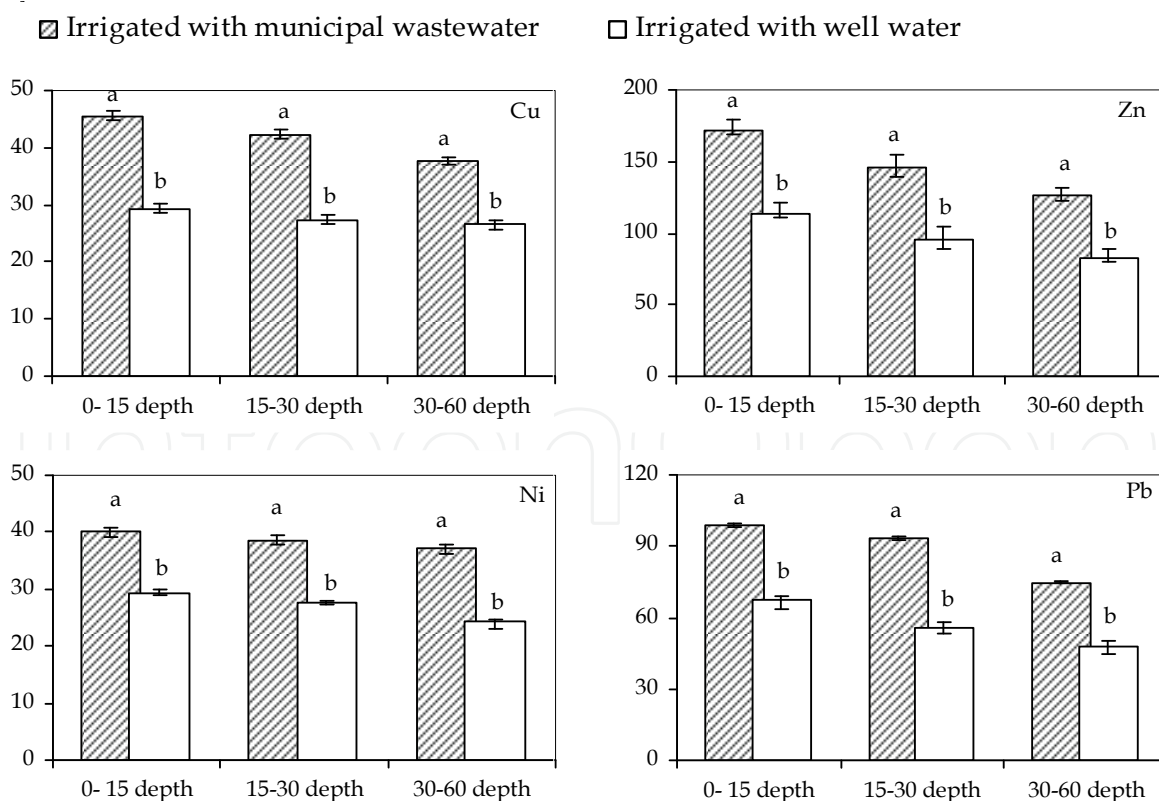 Irrigated with municipal wastewater Irrigated with well water
50
40
30
20
10
0
a
b
a
b
a
b
Cu
0- 15 depth 15-30 depth 30-60 depth
200
150
100
50
0
a
b
a
b
a
b
Zn
0- 15 depth 15-30 depth 30-60 depth
50
40
30
20
10
0
a
b
a
b
a
b
Ni
0- 15 depth 15-30 depth 30-60 depth
120
90
60
30
0
a
b
a
b
a
b
Pb
0- 15 depth 15-30 depth 30-60 depth